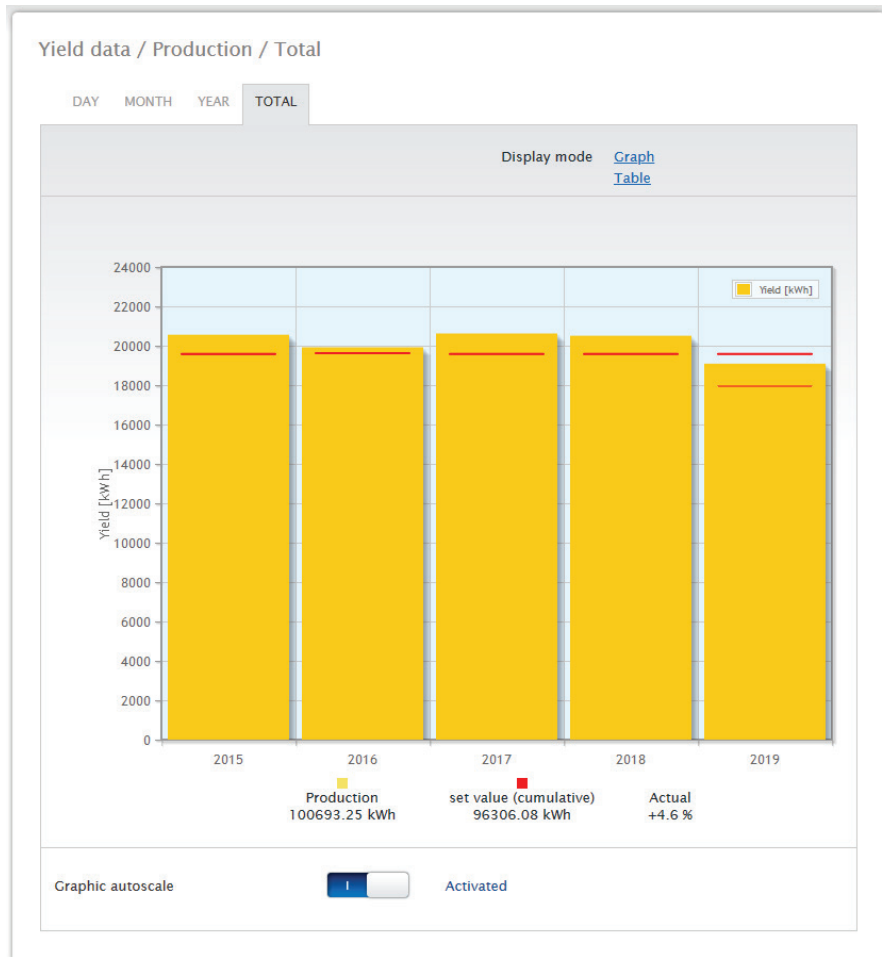 Yield data / Production / Total
DAY MONTH YEAR TOTAL
Display mode Graph
Table
24000
22000
20000
18000
16000
14000
12000
10000
8000
6000
4000
2000
0
Yield [kWh]
Yield [kWh]
2015 2016 2017 2018 2019
Production set value (cumulative) Actual
100693.25 kWh 96306.08 kWh +4.6 %
Graphic autoscale I Activated